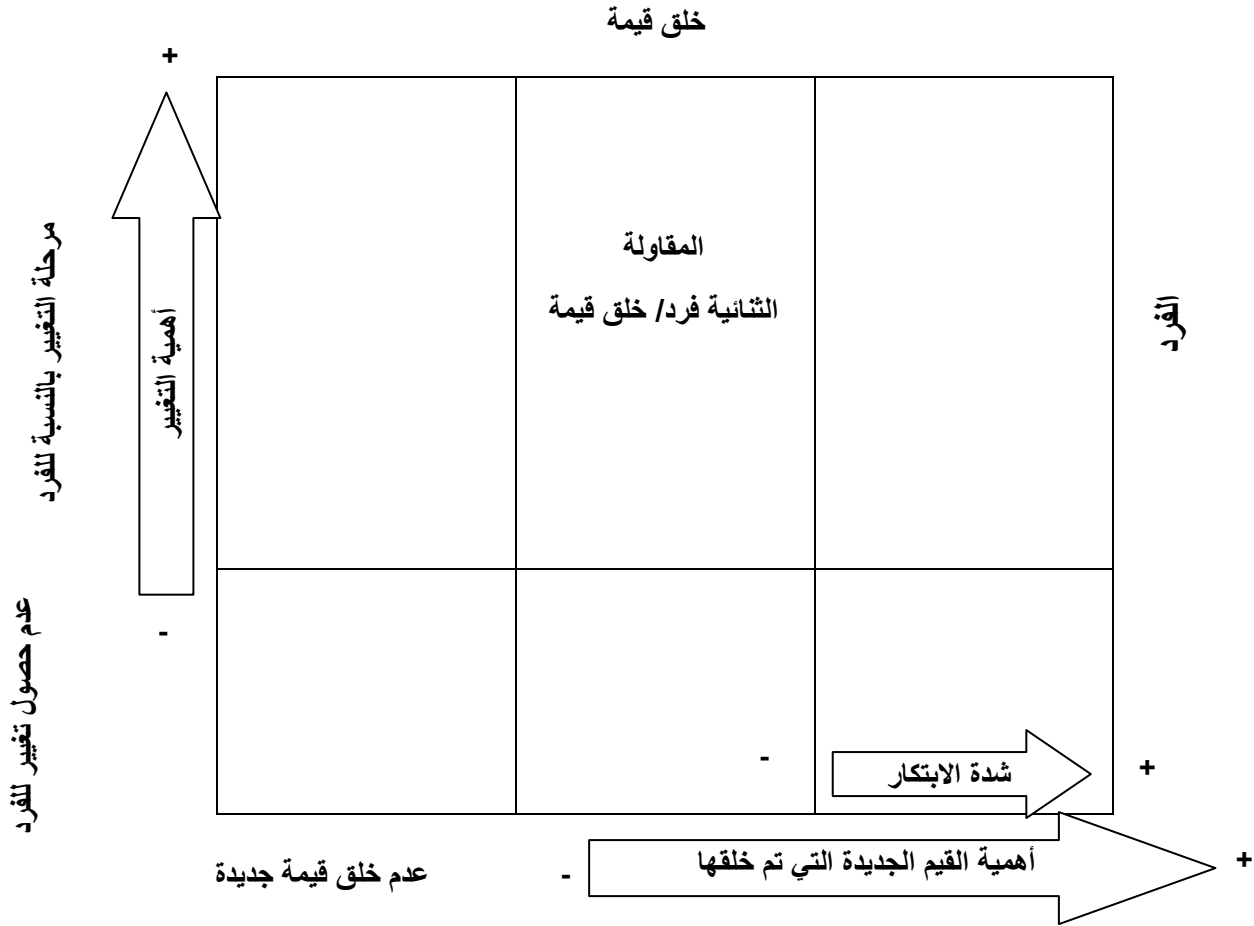 خلق قيمة
+
المقاولة
الثنائية فرد/ خلق قيمة
الفرد
أهمية التغيير
مرحلة التغيير بالنسبة للفرد
-
عدم حصول تغيير للفرد
-
شدة الابتكار
+
أهمية القيم الجديدة التي تم خلقها
+
-
عدم خلق قيمة جديدة